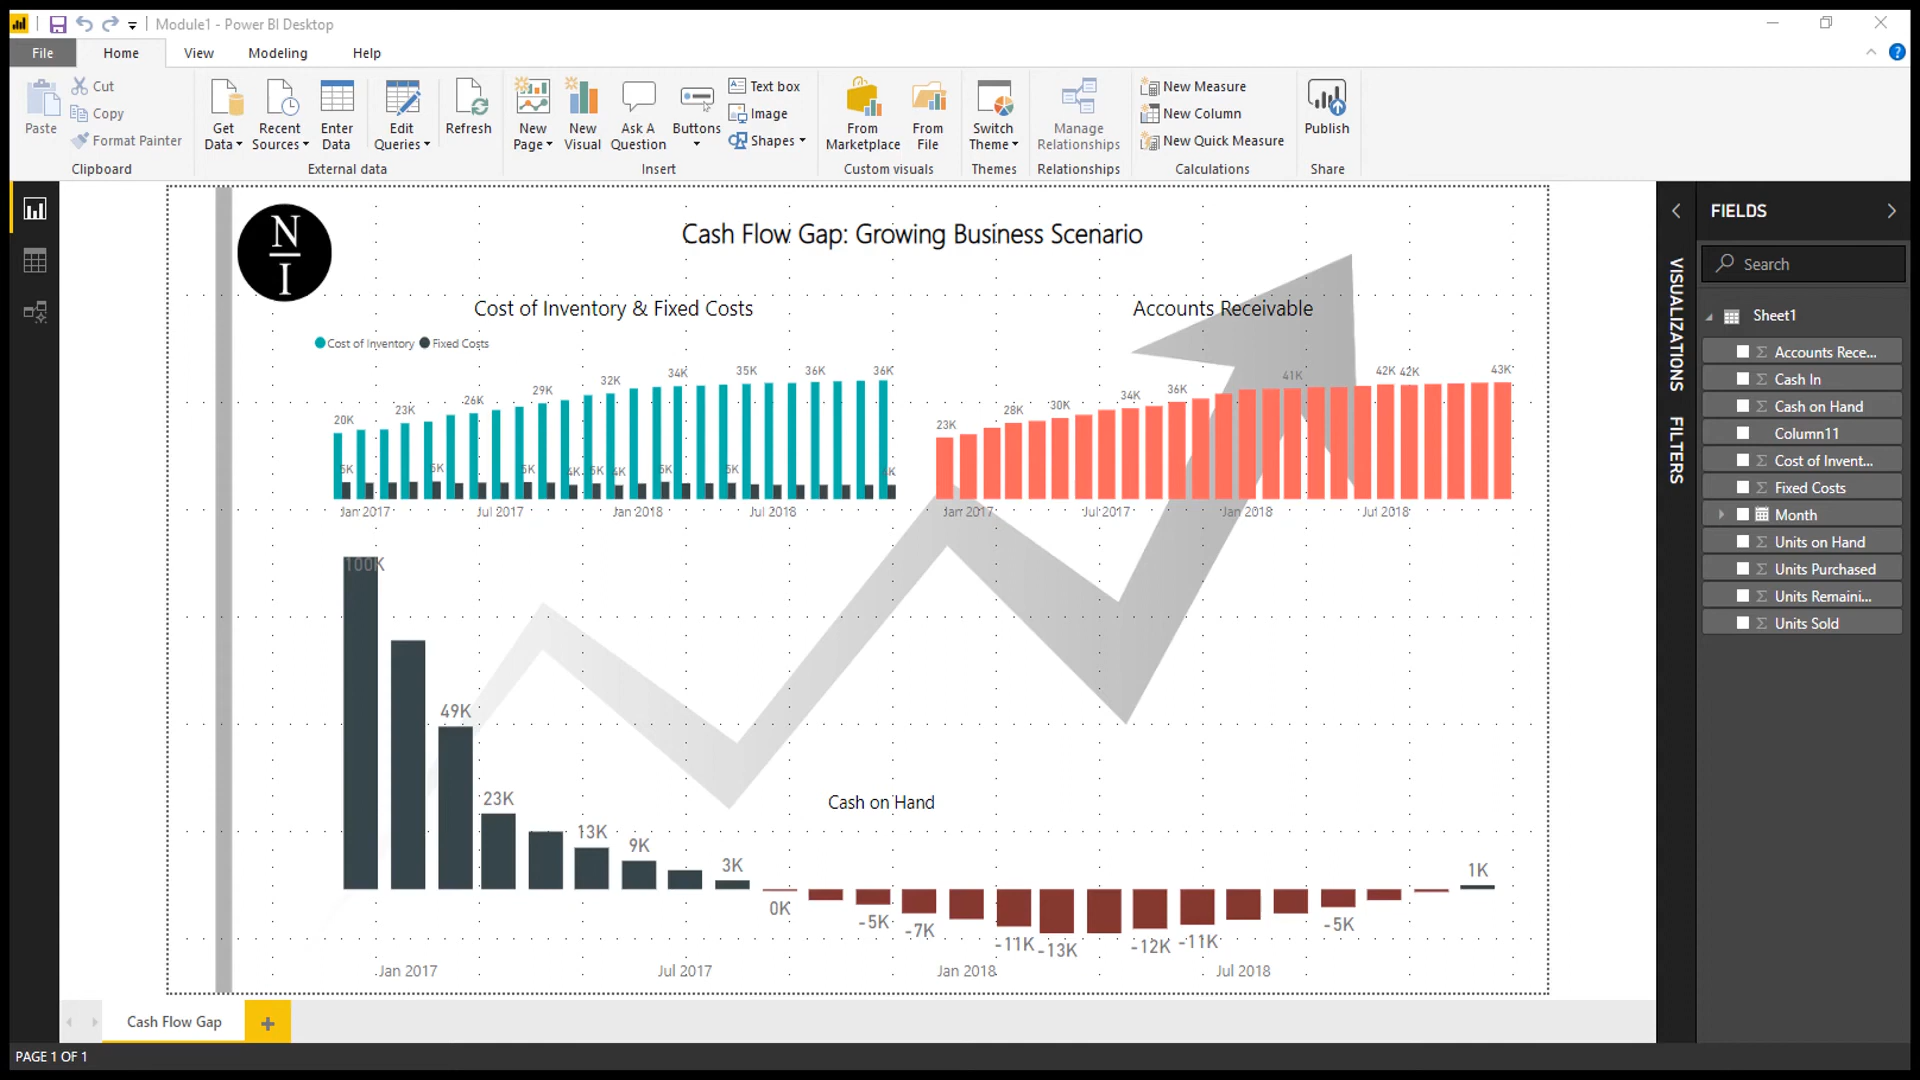 Module1 - Power BI Desktop
File Home View Modeling Help
Paste
Cut
Copy
Format Painter
Clipboard
Get Data
Recent Sources
Enter Data
Edit Queries
Refresh
External data
New Page
New Visual
Ask A Question
Buttons
Text box
Image
Shapes
Insert
From Marketplace
From File
Custom visuals
Switch Theme
Themes
Manage Relationships
Relationships
New Measure
New Column
New Quick Measure
Calculations
Publish
Share
N
I
Cash Flow Gap: Growing Business Scenario
Cost of Inventory & Fixed Costs
Cost of Inventory Fixed Costs
20K 23K 26K 29K 32K 34K 35K 36K 36K
5K 5K 5K 4K 5K 4K 5K 5K 4K
Jan 2017 Jul 2017 Jan 2018 Jul 2018
Accounts Receivable
23K 28K 30K 34K 36K 41K 42K 42K 43K
Jan 2017 Jul 2017 Jan 2018 Jul 2018
Cash on Hand
100K 49K 23K 13K 9K 3K 0K -5K -7K -11K -13K -12K -11K -5K 1K
Jan 2017 Jul 2017 Jan 2018 Jul 2018
VISUALIZATIONS
FILTERS
FIELDS
Search
Sheet1
Accounts Rece...
Cash In
Cash on Hand
Column11
Cost of Invent...
Fixed Costs
Month
Units on Hand
Units Purchased
Units Remaini...
Units Sold
Cash Flow Gap
PAGE 1 OF 1